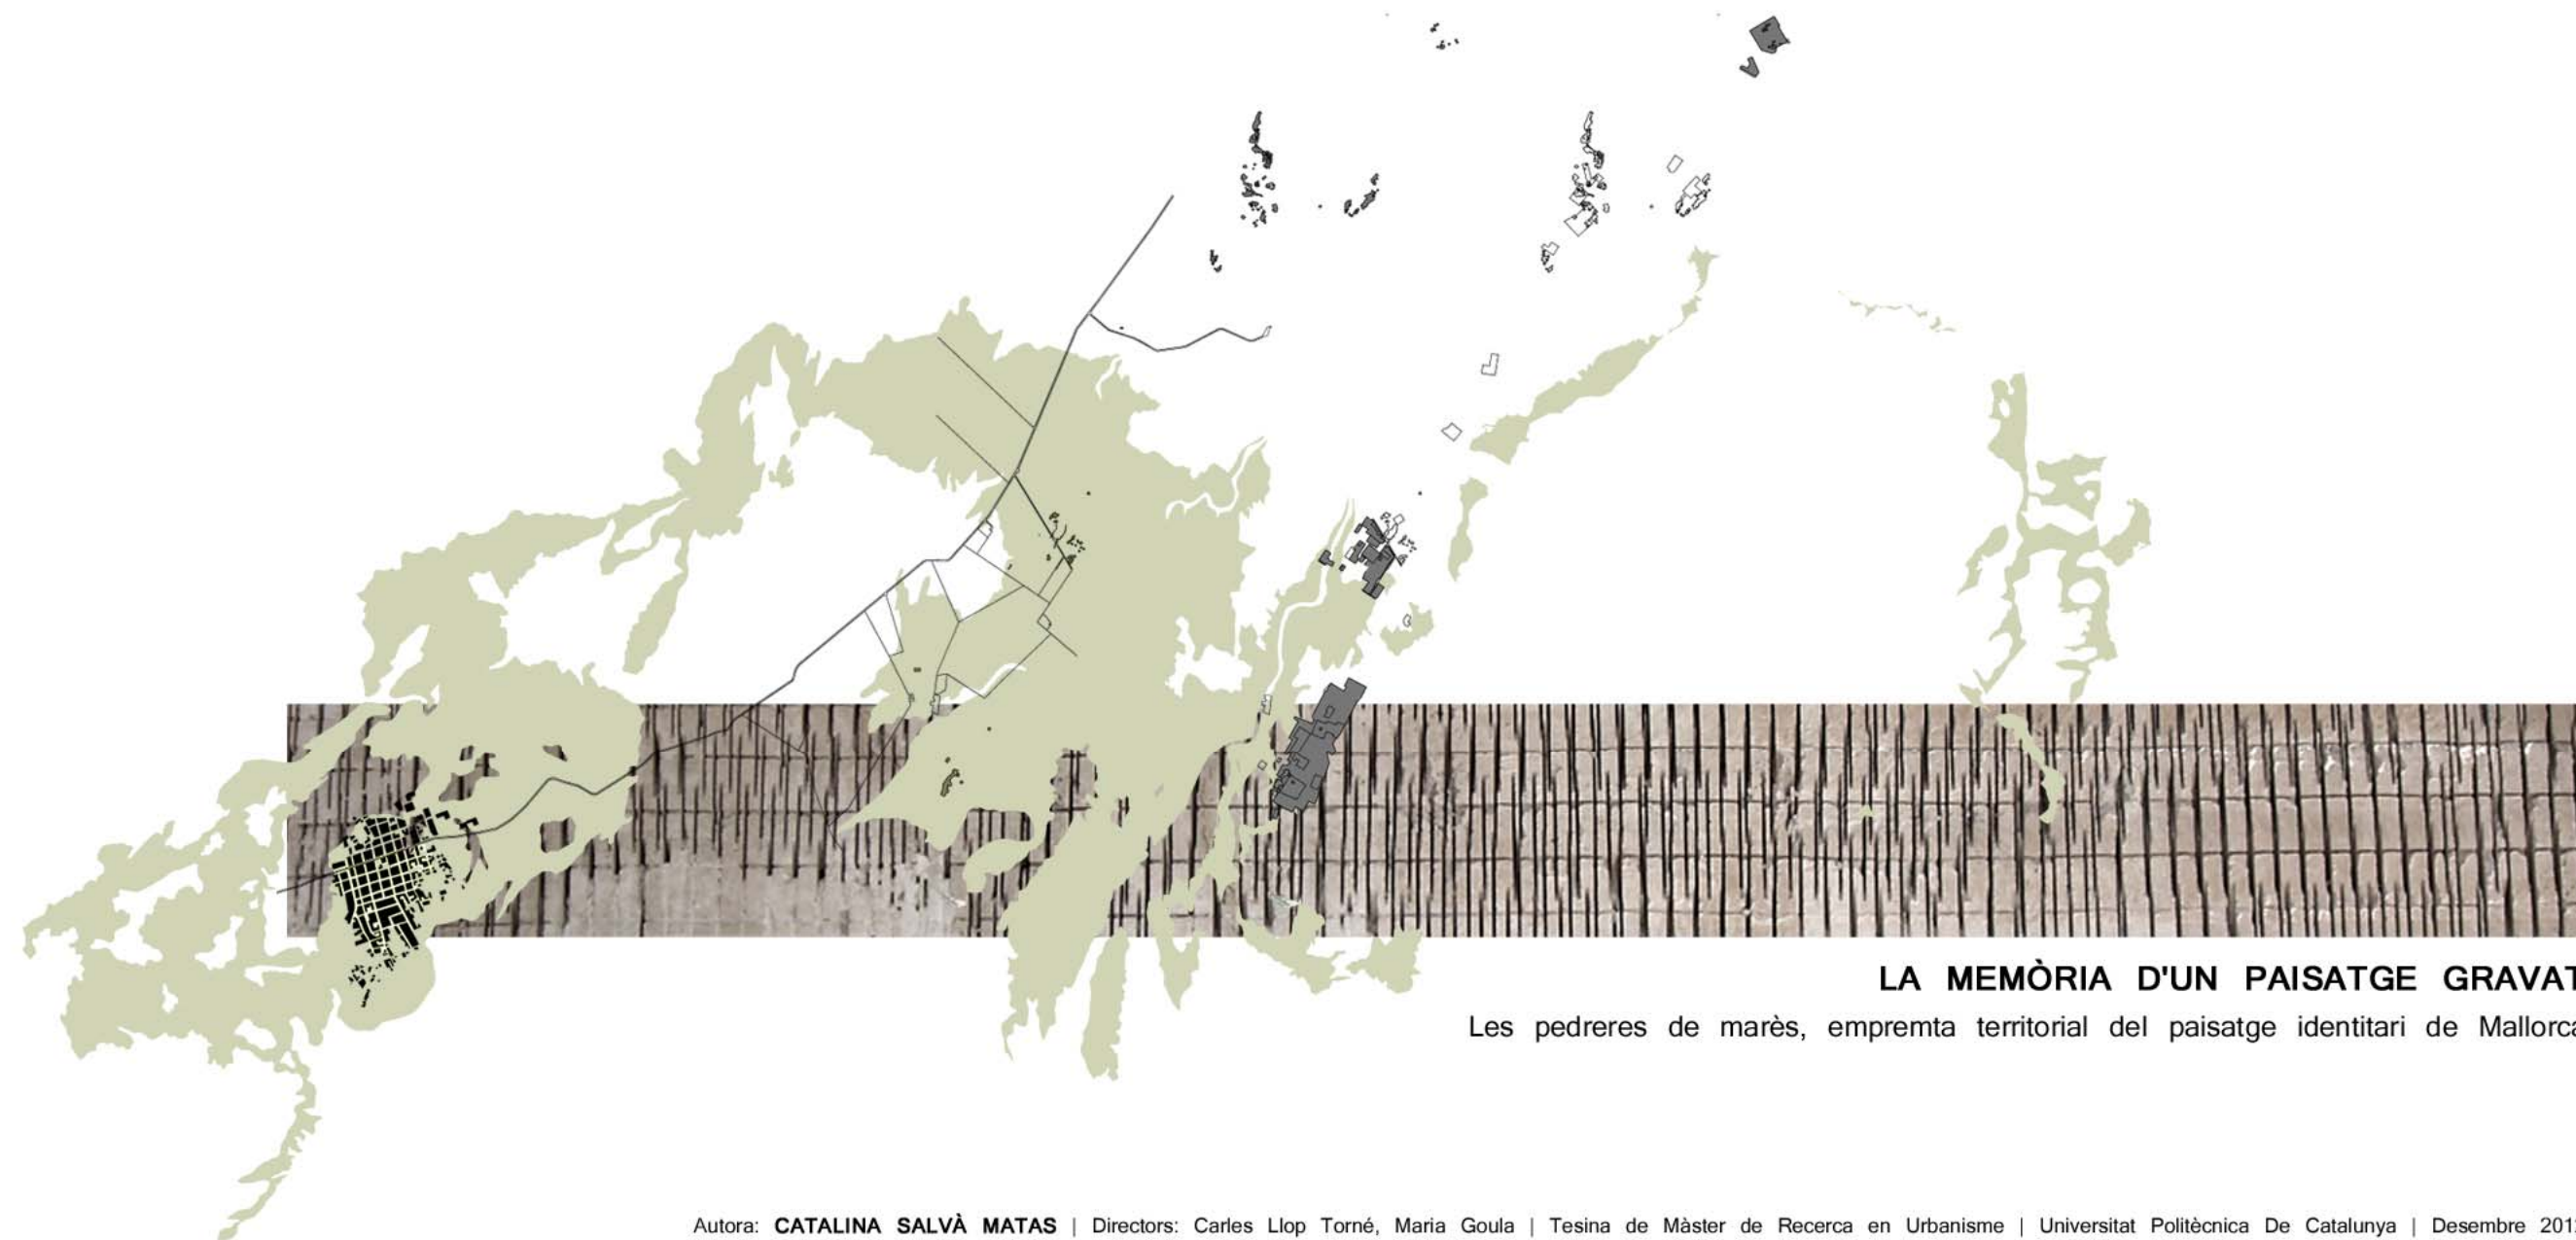 LA MEMÒRIA D'UN PAISATGE GRAVAT
Les pedreres de marès, empremta territorial del paisatge identitari de Mallorca
Autora: CATALINA SALVÀ MATAS | Directors: Carles Llop Torné, Maria Goula | Tesina de Màster de Recerca en Urbanisme | Universitat Politècnica De Catalunya | Desembre